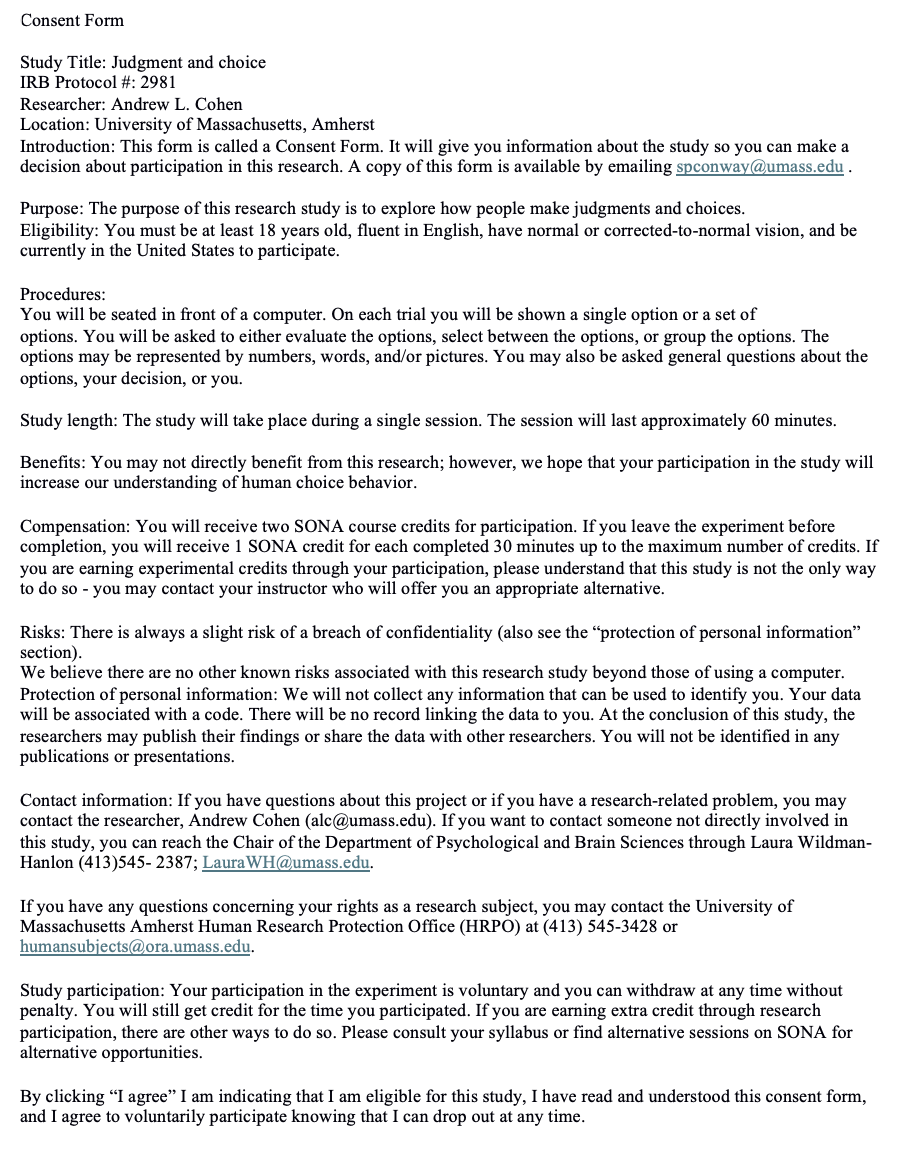 Consent Form
Study Title: Judgment and choice
IRB Protocol #: 2981
Researcher: Andrew L. Cohen
Location: University of Massachusetts, Amherst
Introduction: This form is called a Consent Form. It will give you information about the study so you can make a
decision about participation in this research. A copy of this form is available by emailing spconway@umass.edu .
Purpose: The purpose of this research study is to explore how people make judgments and choices.
Eligibility: You must be at least 18 years old, fluent in English, have normal or corrected-to-normal vision, and be
currently in the United States to participate.
Procedures:
You will be seated in front of a computer. On each trial you will be shown a single option or a set of
options. You will be asked to either evaluate the options, select between the options, or group the options. The
options may be represented by numbers, words, and/or pictures. You may also be asked general questions about the
options, your decision, or you.
Study length: The study will take place during a single session. The session will last approximately 60 minutes.
Benefits: You may not directly benefit from this research; however, we hope that your participation in the study will
increase our understanding of human choice behavior.
Compensation: You will receive two SONA course credits for participation. If you leave the experiment before
completion, you will receive 1 SONA credit for each completed 30 minutes up to the maximum number of credits. If
you are earning experimental credits through your participation, please understand that this study is not the only way
to do so - you may contact your instructor who will offer you an appropriate alternative.
Risks: There is always a slight risk of a breach of confidentiality (also see the “protection of personal information”
section).
We believe there are no other known risks associated with this research study beyond those of using a computer.
Protection of personal information: We will not collect any information that can be used to identify you. Your data
will be associated with a code. There will be no record linking the data to you. At the conclusion of this study, the
researchers may publish their findings or share the data with other researchers. You will not be identified in any
publications or presentations.
Contact information: If you have questions about this project or if you have a research-related problem, you may
contact the researcher, Andrew Cohen (alc@umass.edu). If you want to contact someone not directly involved in
this study, you can reach the Chair of the Department of Psychological and Brain Sciences through Laura Wildman-
Hanlon (413)545- 2387; LauraWH@umass.edu.
If you have any questions concerning your rights as a research subject, you may contact the University of
Massachusetts Amherst Human Research Protection Office (HRPO) at (413) 545-3428 or
humansubjects@ora.umass.edu.
Study participation: Your participation in the experiment is voluntary and you can withdraw at any time without
penalty. You will still get credit for the time you participated. If you are earning extra credit through research
participation, there are other ways to do so. Please consult your syllabus or find alternative sessions on SONA for
alternative opportunities.
By clicking “I agree” I am indicating that I am eligible for this study, I have read and understood this consent form,
and I agree to voluntarily participate knowing that I can drop out at any time.